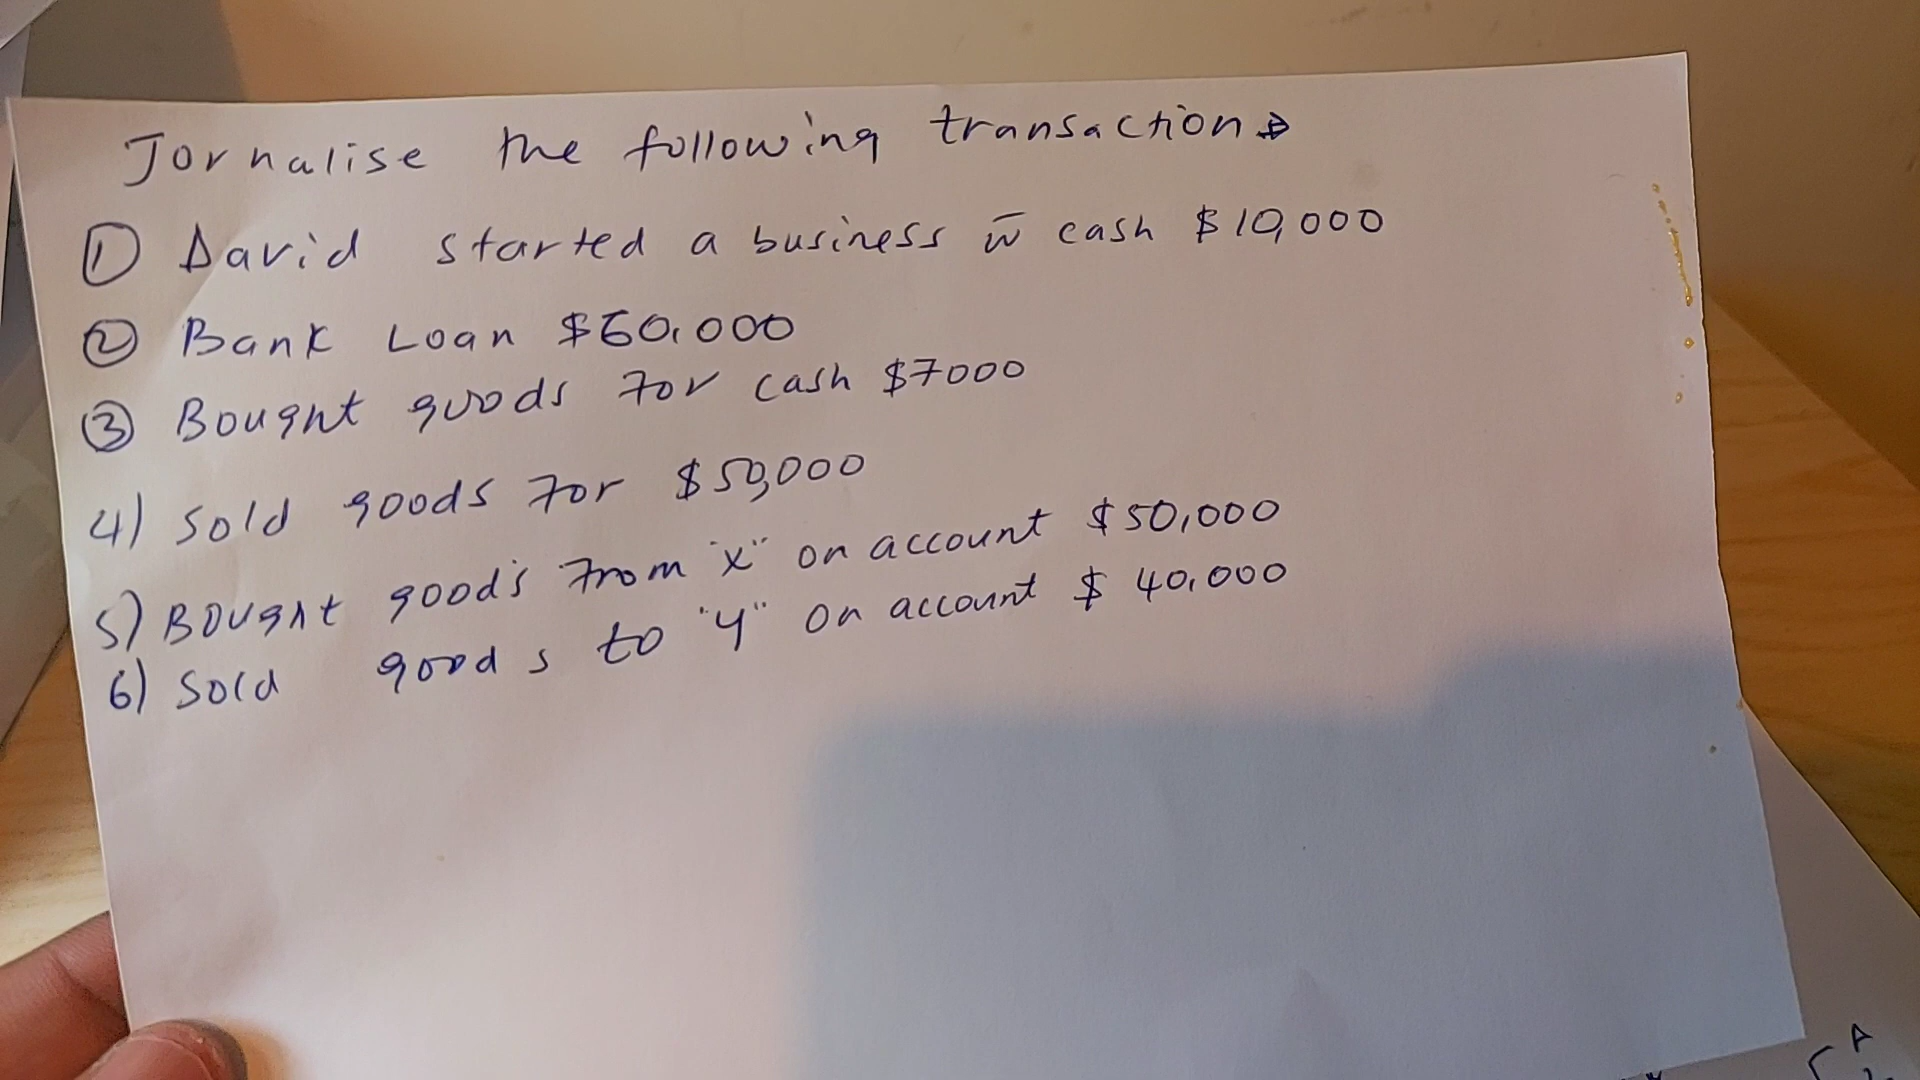 Jornalise the following transactions
① David started a business w̄ cash $10,000
② Bank Loan $60,000
③ Bought goods for cash $7000
4) Sold goods for $50,000
5) Bought goods from "X" on account $50,000
6) Sold goods to "Y" on account $40,000
A